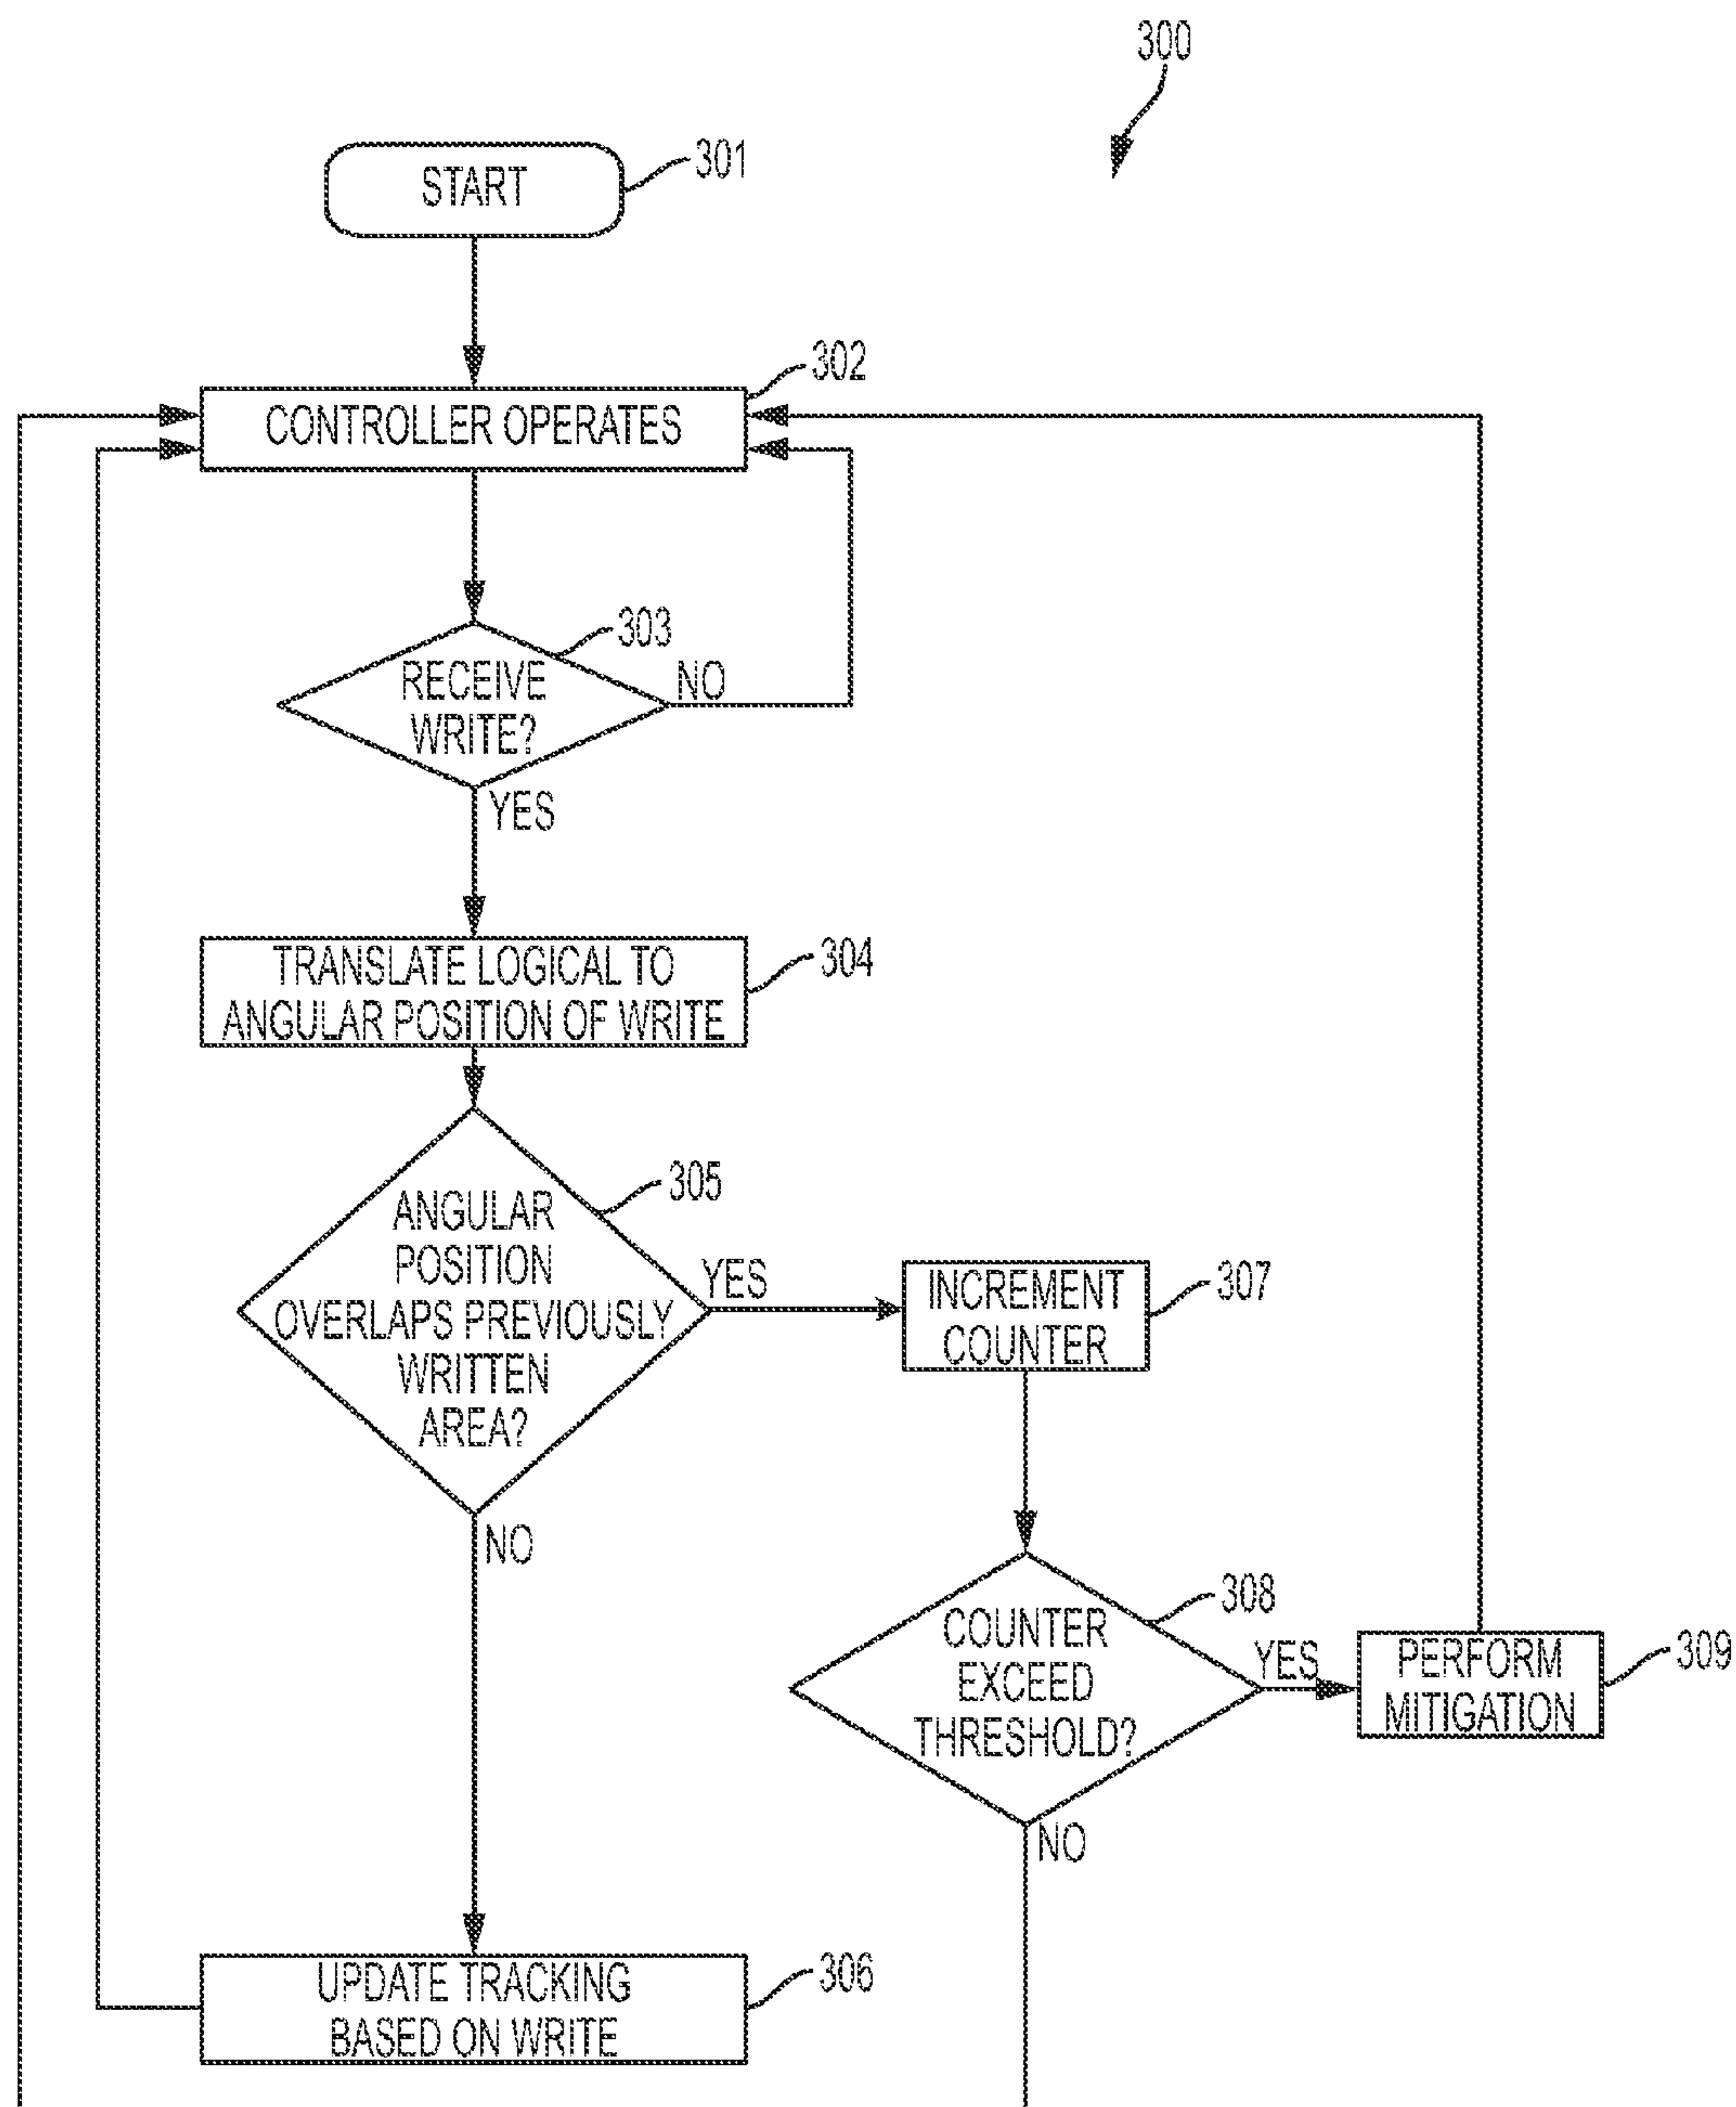 300
START
301
302
CONTROLLER OPERATES
303
RECEIVE
WRITE?
NO
YES
TRANSLATE LOGICAL TO
ANGULAR POSITION OF WRITE
304
305
ANGULAR
POSITION
OVERLAPS PREVIOUSLY
WRITTEN
AREA?
YES
INCREMENT
COUNTER
307
NO
308
COUNTER
EXCEED
THRESHOLD?
YES
PERFORM
MITIGATION
309
NO
UPDATE TRACKING
BASED ON WRITE
306